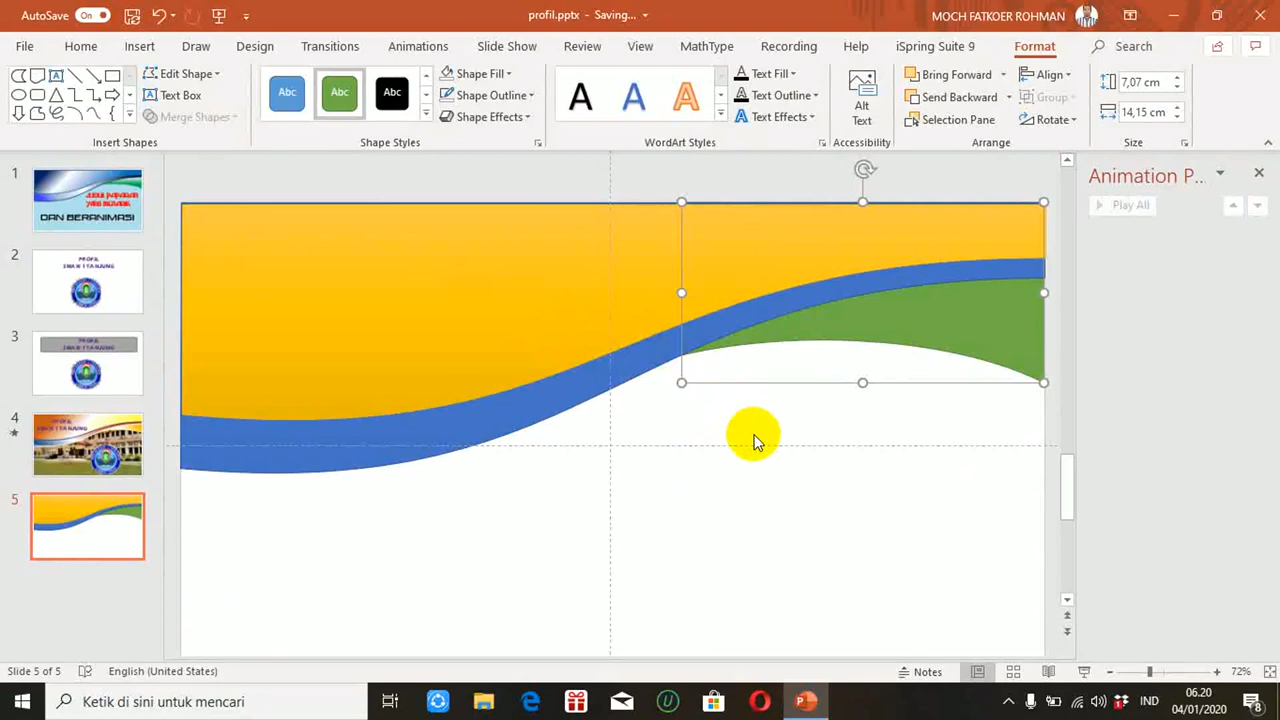 AutoSave On
profil.pptx - Saving...
MOCH FATKOER ROHMAN
File Home Insert Draw Design Transitions Animations Slide Show Review View MathType Recording Help iSpring Suite 9 Format Search
Edit Shape
Text Box
Merge Shapes
Insert Shapes
Abc Abc Abc
Shape Fill
Shape Outline
Shape Effects
Shape Styles
A A A
Text Fill
Text Outline
Text Effects
WordArt Styles
Alt
Text
Accessibility
Bring Forward
Send Backward
Selection Pane
Align
Group
Rotate
Arrange
7,07 cm
14,15 cm
Size
1
DAN BERANIMASI
2
PROFIL
3
PROFIL
4
PROFIL
5
Animation P...
Play All
Slide 5 of 5
English (United States)
Notes
72%
Ketik di sini untuk mencari
IND
06.20
04/01/2020
8